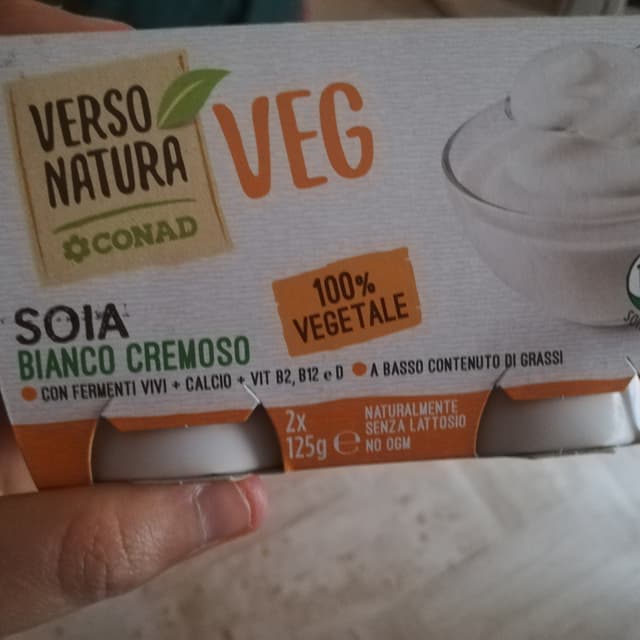 VERSO
NATURA
CONAD
VEG
100%
VEGETALE
SOIA
BIANCO CREMOSO
CON FERMENTI VIVI + CALCIO + VIT B2, B12 e D
A BASSO CONTENUTO DI GRASSI
2x
125g e
NATURALMENTE
SENZA LATTOSIO
NO OGM